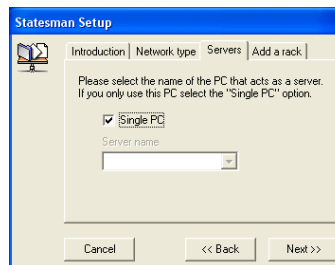 Statesman Setup
Introduction Network type Servers Add a rack
Please select the name of the PC that acts as a server.
If you only use this PC select the "Single PC" option.
Single PC
Server name
Cancel << Back Next >>